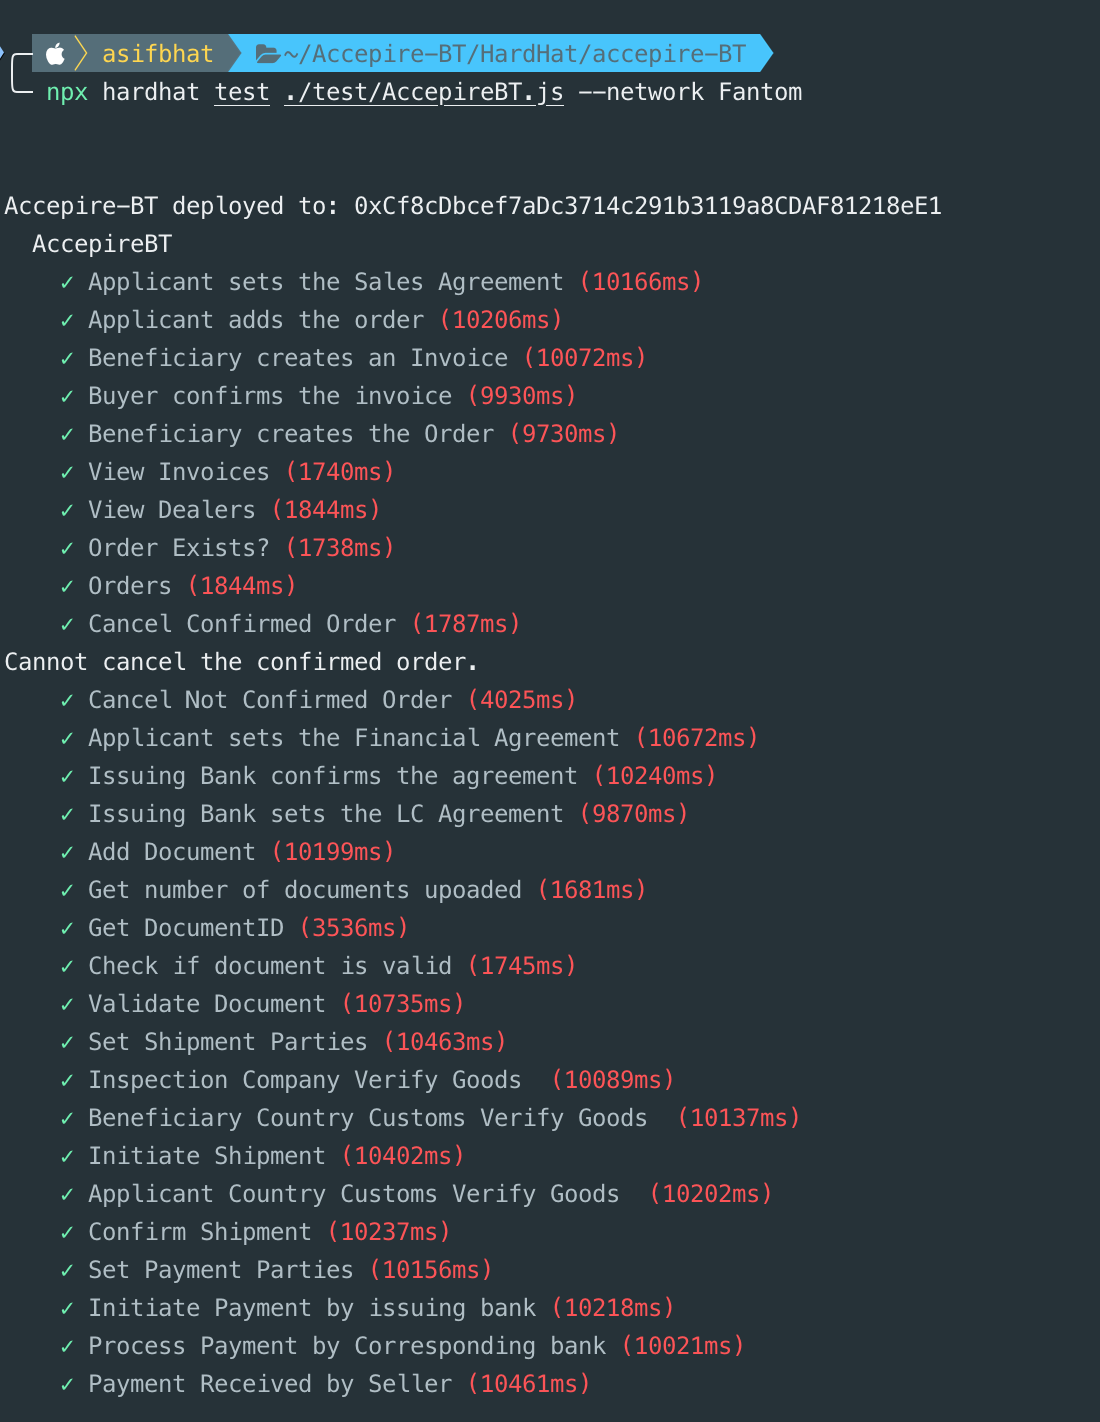 asifbhat ~/Accepire-BT/HardHat/accepire-BT
npx hardhat test ./test/AccepireBT.js --network Fantom
Accepire-BT deployed to: 0xCf8cDbcef7aDc3714c291b3119a8CDAF81218eE1
AccepireBT
✓ Applicant sets the Sales Agreement (10166ms)
✓ Applicant adds the order (10206ms)
✓ Beneficiary creates an Invoice (10072ms)
✓ Buyer confirms the invoice (9930ms)
✓ Beneficiary creates the Order (9730ms)
✓ View Invoices (1740ms)
✓ View Dealers (1844ms)
✓ Order Exists? (1738ms)
✓ Orders (1844ms)
✓ Cancel Confirmed Order (1787ms)
Cannot cancel the confirmed order.
✓ Cancel Not Confirmed Order (4025ms)
✓ Applicant sets the Financial Agreement (10672ms)
✓ Issuing Bank confirms the agreement (10240ms)
✓ Issuing Bank sets the LC Agreement (9870ms)
✓ Add Document (10199ms)
✓ Get number of documents upoaded (1681ms)
✓ Get DocumentID (3536ms)
✓ Check if document is valid (1745ms)
✓ Validate Document (10735ms)
✓ Set Shipment Parties (10463ms)
✓ Inspection Company Verify Goods  (10089ms)
✓ Beneficiary Country Customs Verify Goods  (10137ms)
✓ Initiate Shipment (10402ms)
✓ Applicant Country Customs Verify Goods  (10202ms)
✓ Confirm Shipment (10237ms)
✓ Set Payment Parties (10156ms)
✓ Initiate Payment by issuing bank (10218ms)
✓ Process Payment by Corresponding bank (10021ms)
✓ Payment Received by Seller (10461ms)